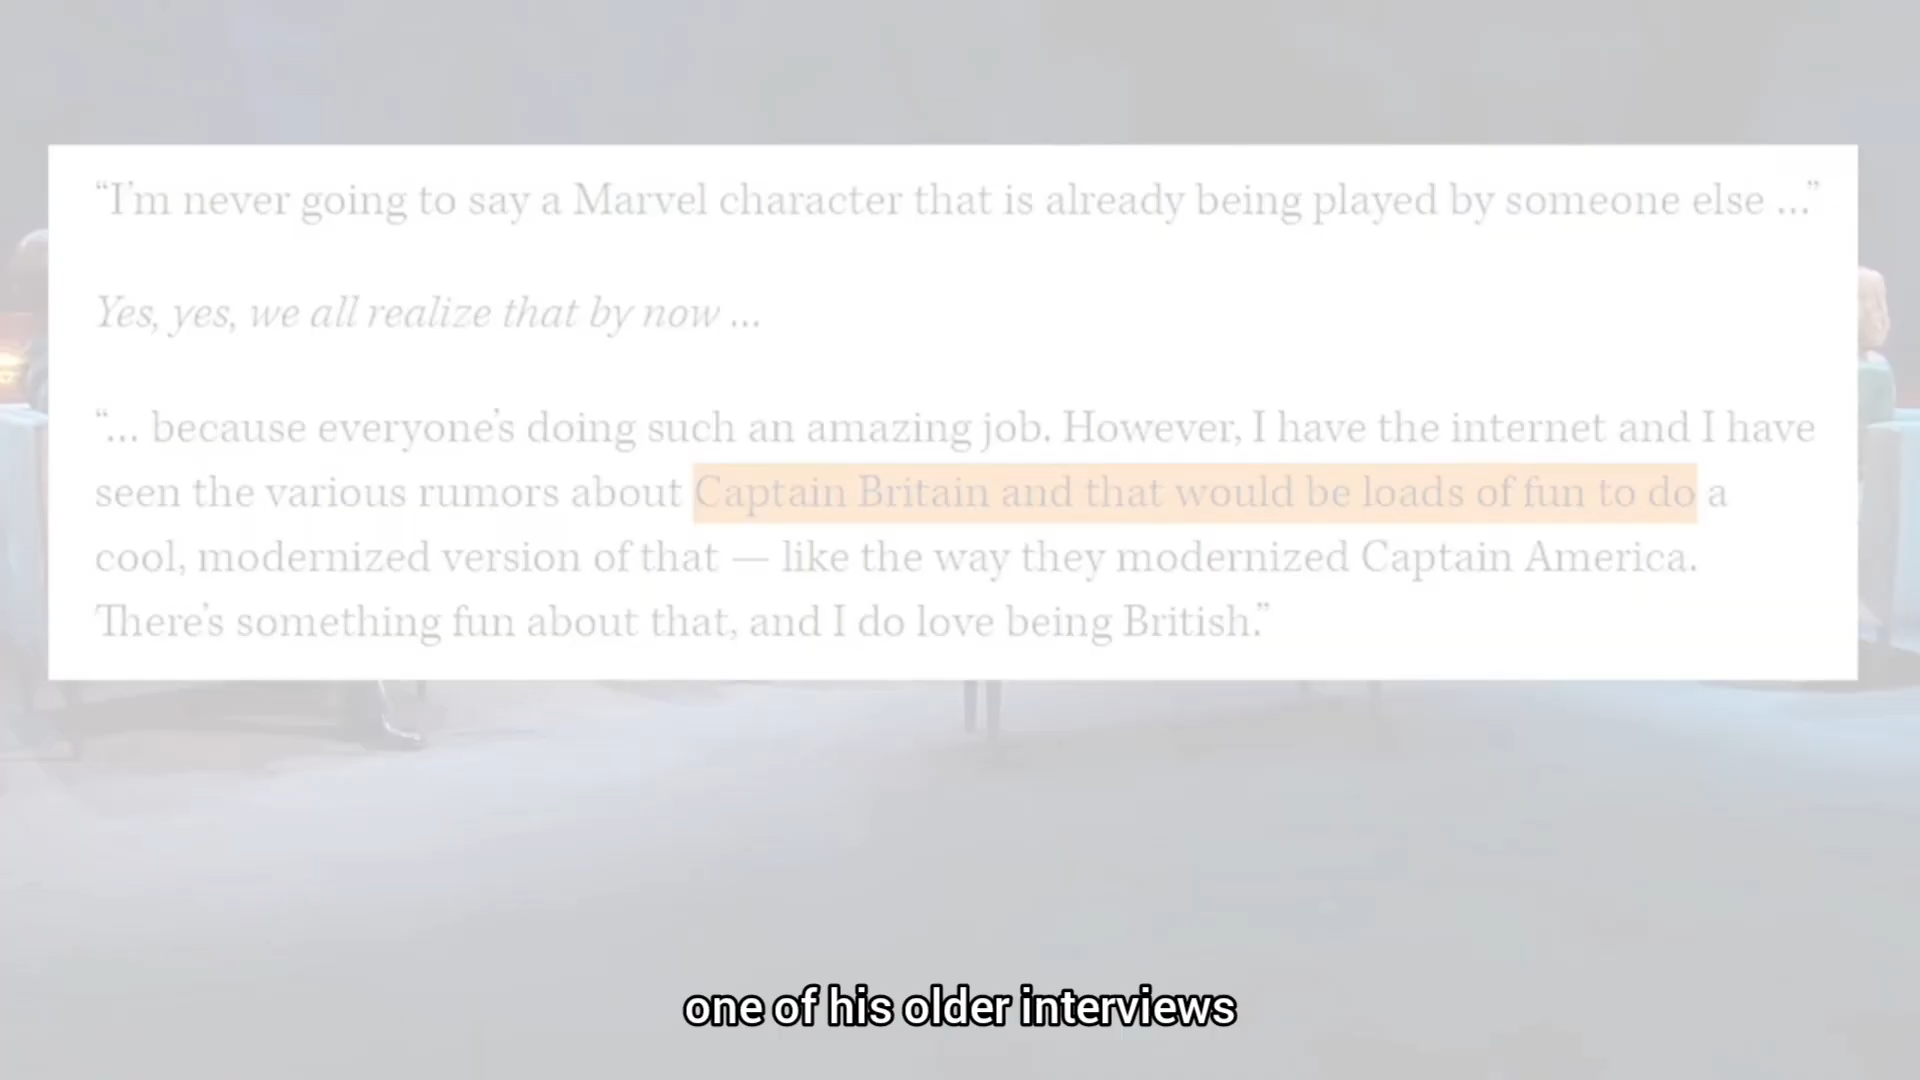 “I’m never going to say a Marvel character that is already being played by someone else ...”
Yes, yes, we all realize that by now ...
“... because everyone’s doing such an amazing job. However, I have the internet and I have
seen the various rumors about Captain Britain and that would be loads of fun to do a
cool, modernized version of that — like the way they modernized Captain America.
There’s something fun about that, and I do love being British.”
one of his older interviews